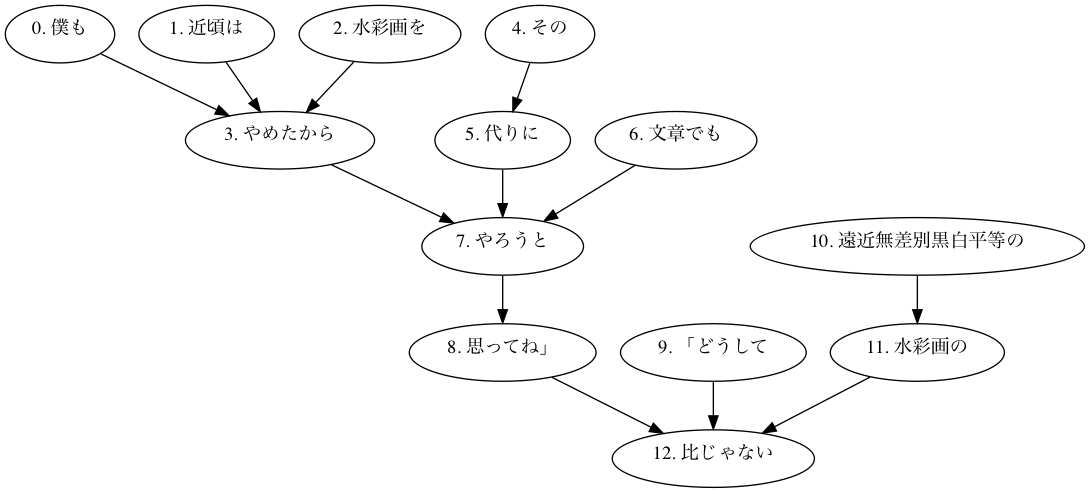 0. 僕も
1. 近頃は
2. 水彩画を
4. その
3. やめたから
5. 代りに
6. 文章でも
7. やろうと
10. 遠近無差別黒白平等の
8. 思ってね」
9. 「どうして
11. 水彩画の
12. 比じゃない